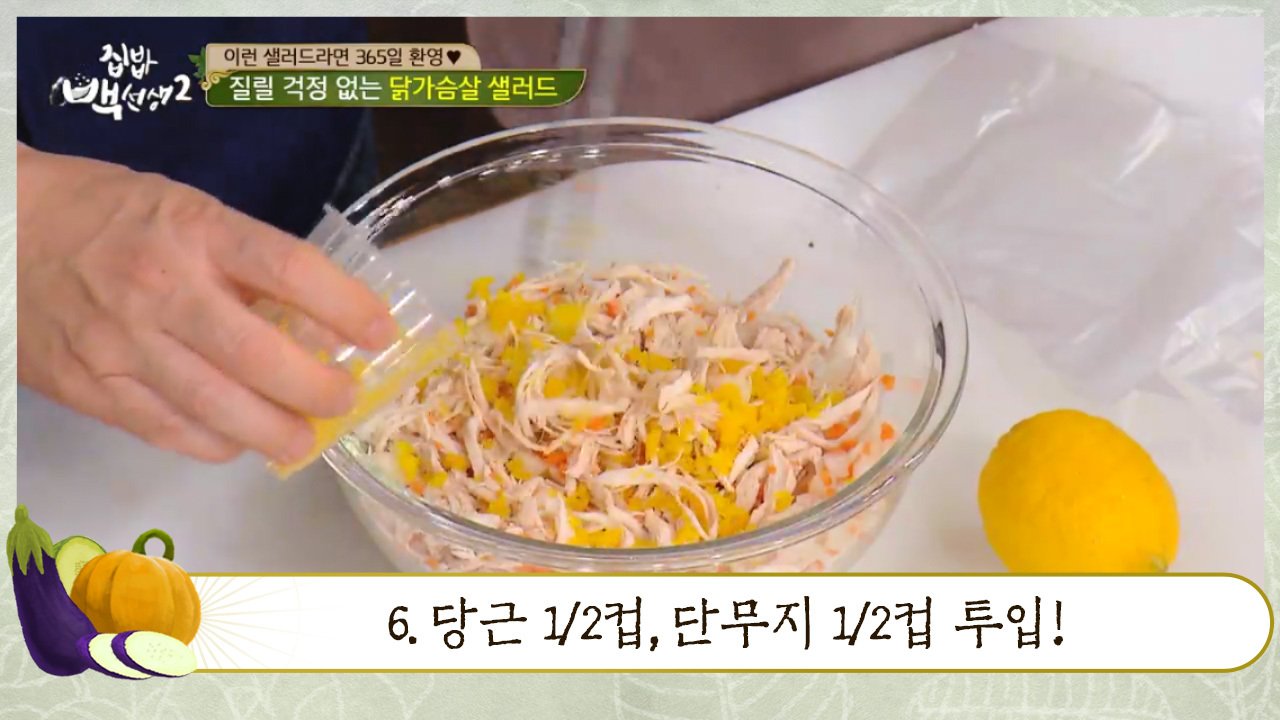 집밥
백선생2
이런 샐러드라면 365일 환영♥
질릴 걱정 없는 닭가슴살 샐러드
6. 당근 1/2컵, 단무지 1/2컵 투입!